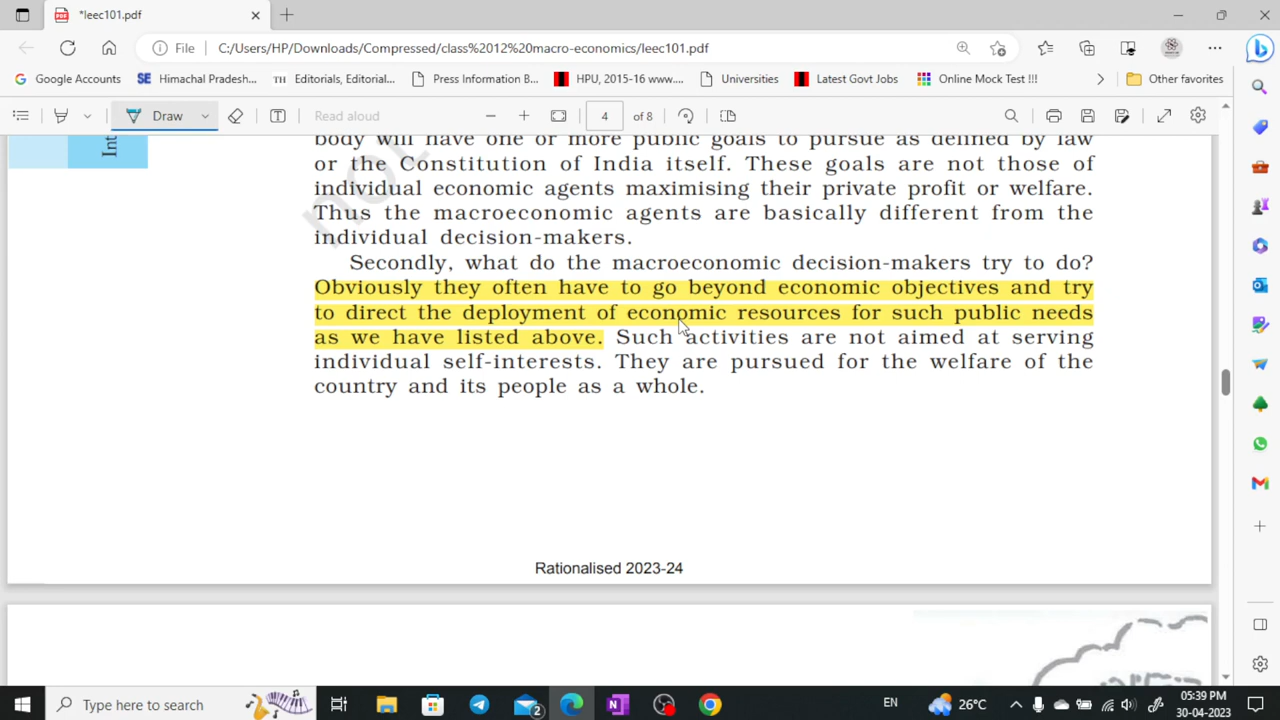 *leec101.pdf
File
C:/Users/HP/Downloads/Compressed/class%2012%20macro-economics/leec101.pdf
Google Accounts
SE Himachal Pradesh...
TH Editorials, Editorial...
Press Information B...
HPU, 2015-16 www....
Universities
Latest Govt Jobs
Online Mock Test !!!
Other favorites
Draw
Read aloud
4 of 8
Int
not
body will have one or more public goals to pursue as defined by law
or the Constitution of India itself. These goals are not those of
individual economic agents maximising their private profit or welfare.
Thus the macroeconomic agents are basically different from the
individual decision-makers.
Secondly, what do the macroeconomic decision-makers try to do?
Obviously they often have to go beyond economic objectives and try
to direct the deployment of economic resources for such public needs
as we have listed above. Such activities are not aimed at serving
individual self-interests. They are pursued for the welfare of the
country and its people as a whole.
Rationalised 2023-24
Type here to search
2
EN
26°C
05:39 PM
30-04-2023